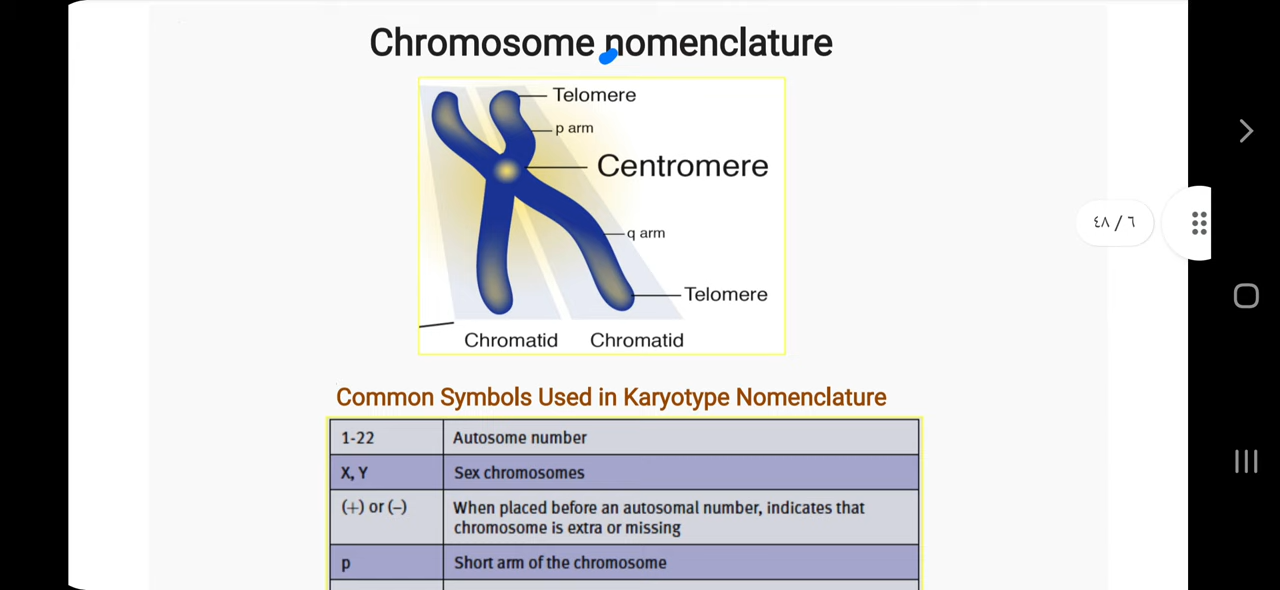 Chromosome nomenclature
Telomere
p arm
Centromere
q arm
Telomere
Chromatid Chromatid
٤٨ / ٦
Common Symbols Used in Karyotype Nomenclature
1-22 Autosome number
X, Y Sex chromosomes
(+) or (–) When placed before an autosomal number, indicates that
chromosome is extra or missing
p Short arm of the chromosome